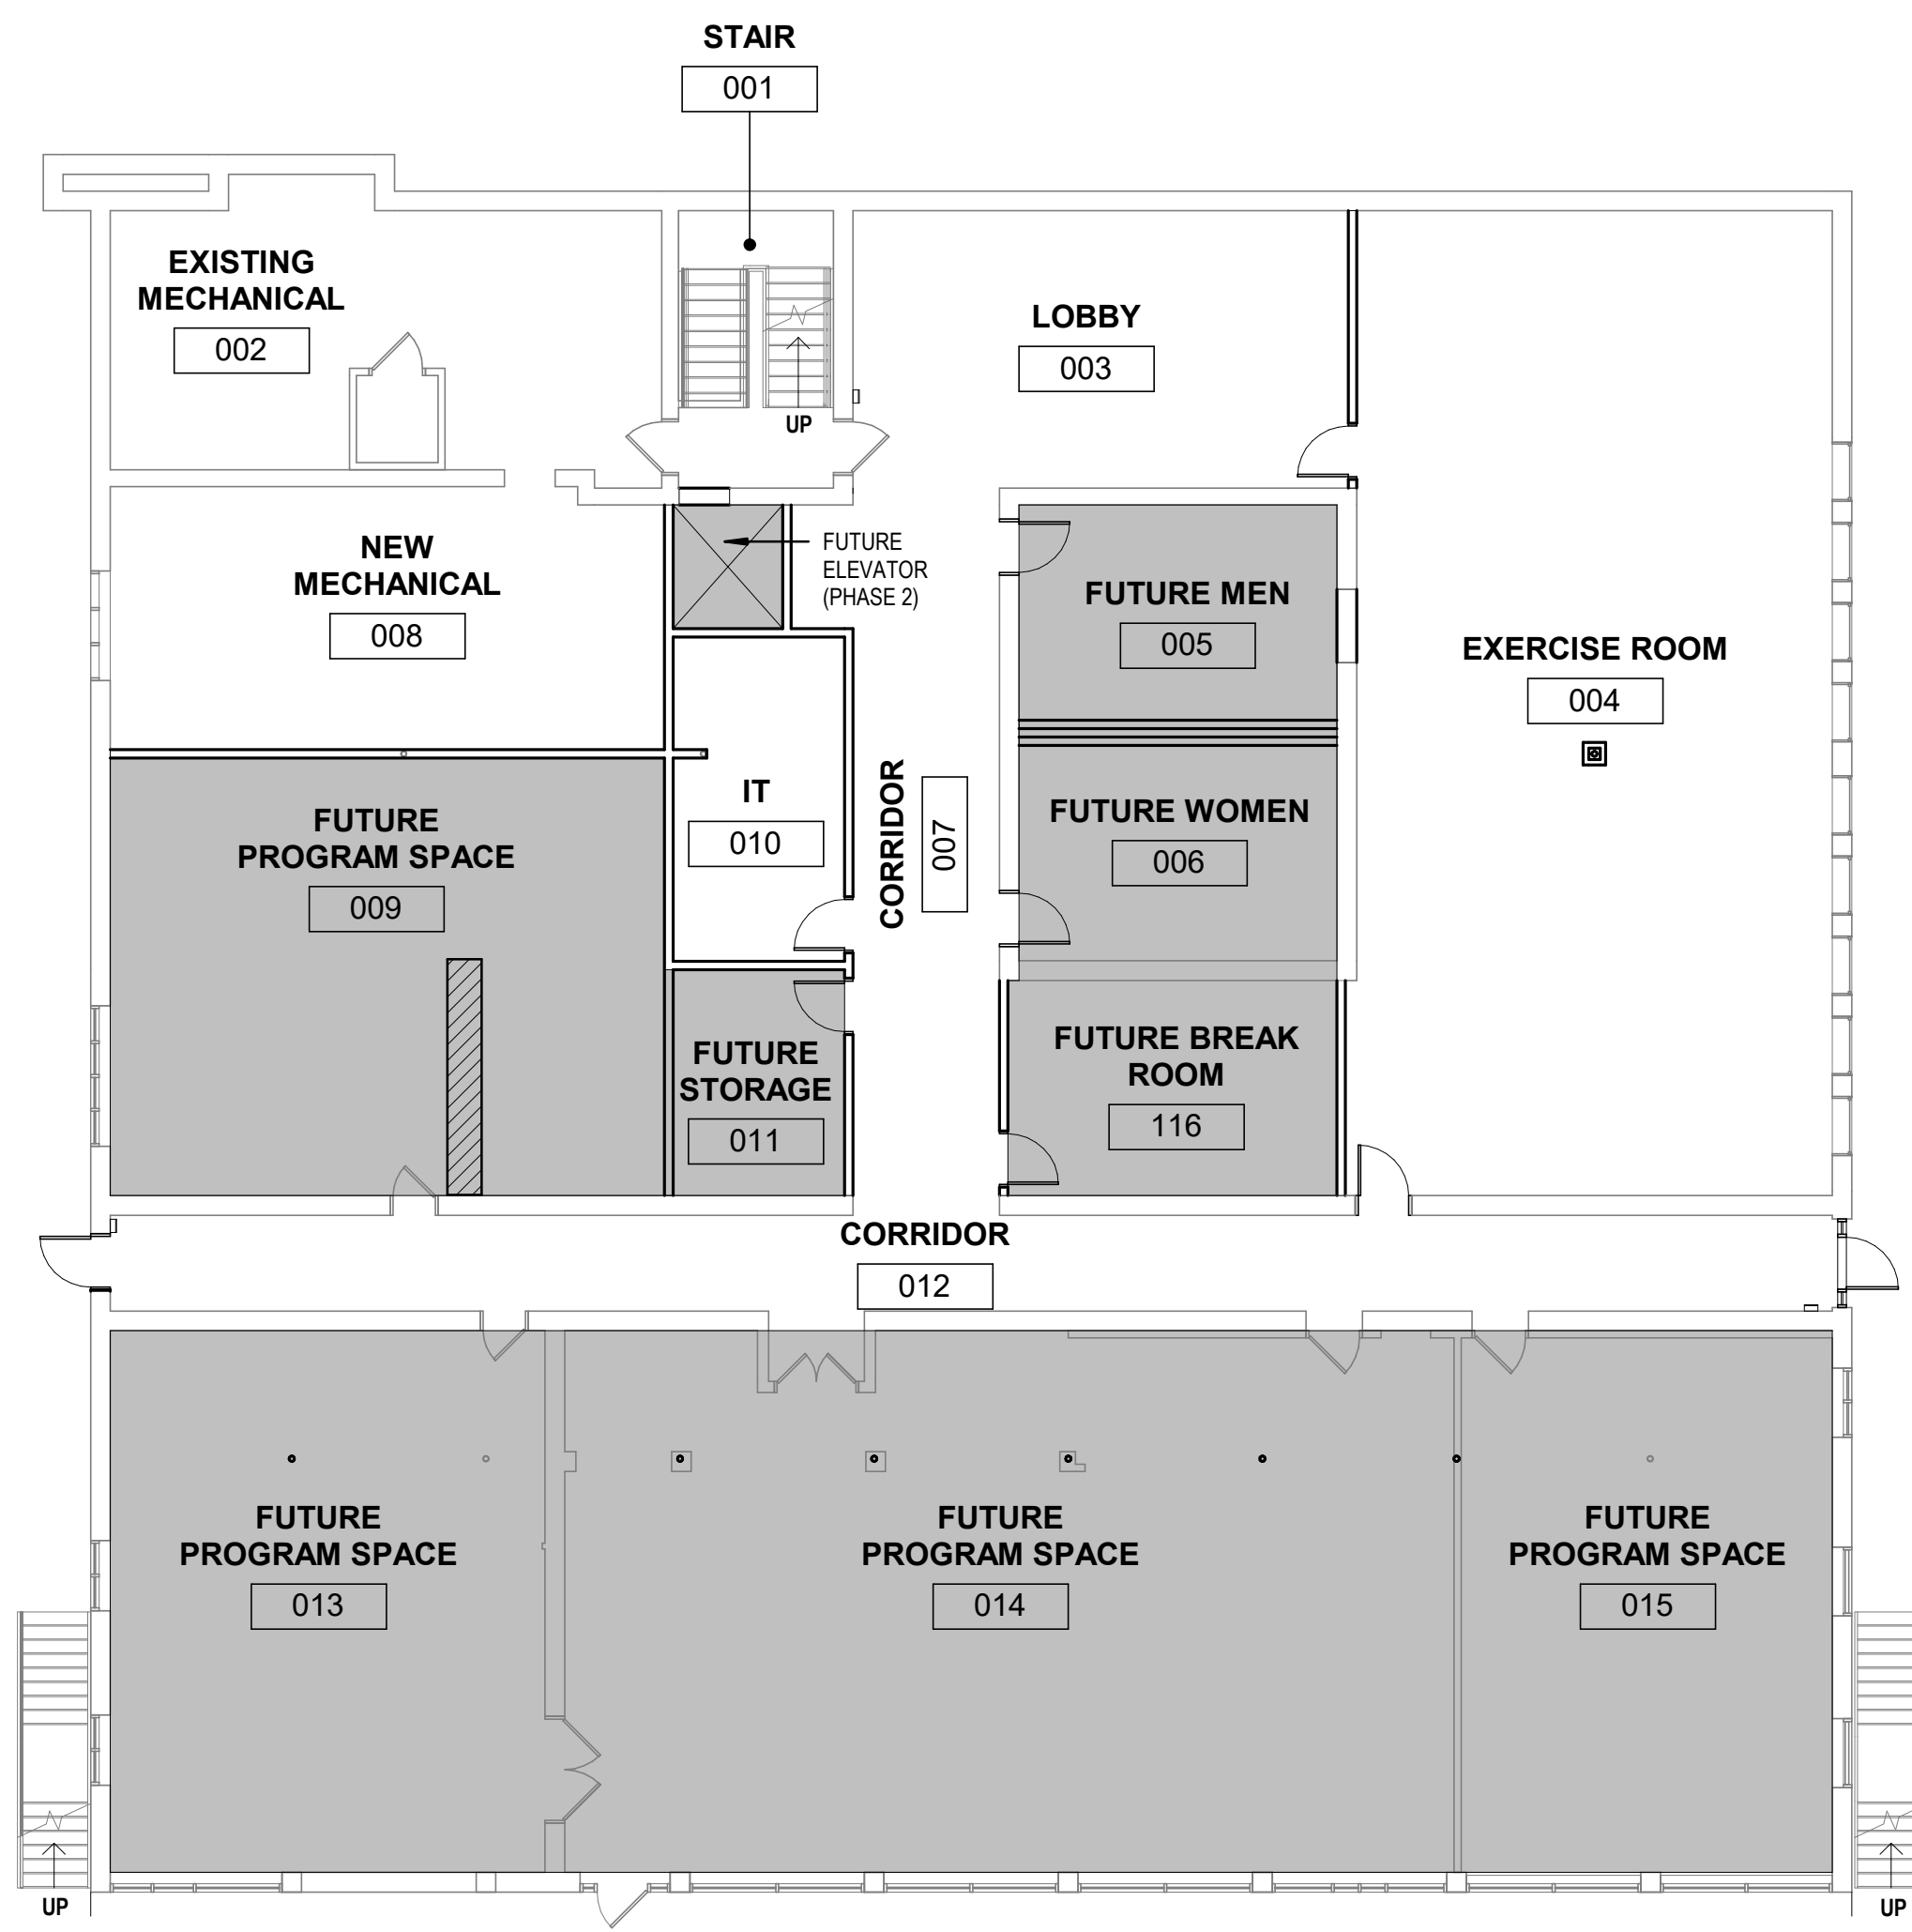 STAIR
001
EXISTING
MECHANICAL
002
UP
LOBBY
003
NEW
MECHANICAL
008
FUTURE
ELEVATOR
(PHASE 2)
FUTURE MEN
005
EXERCISE ROOM
004
FUTURE
PROGRAM SPACE
009
IT
010
CORRIDOR
007
FUTURE WOMEN
006
FUTURE
STORAGE
011
FUTURE BREAK
ROOM
116
CORRIDOR
012
FUTURE
PROGRAM SPACE
013
FUTURE
PROGRAM SPACE
014
FUTURE
PROGRAM SPACE
015
UP
UP